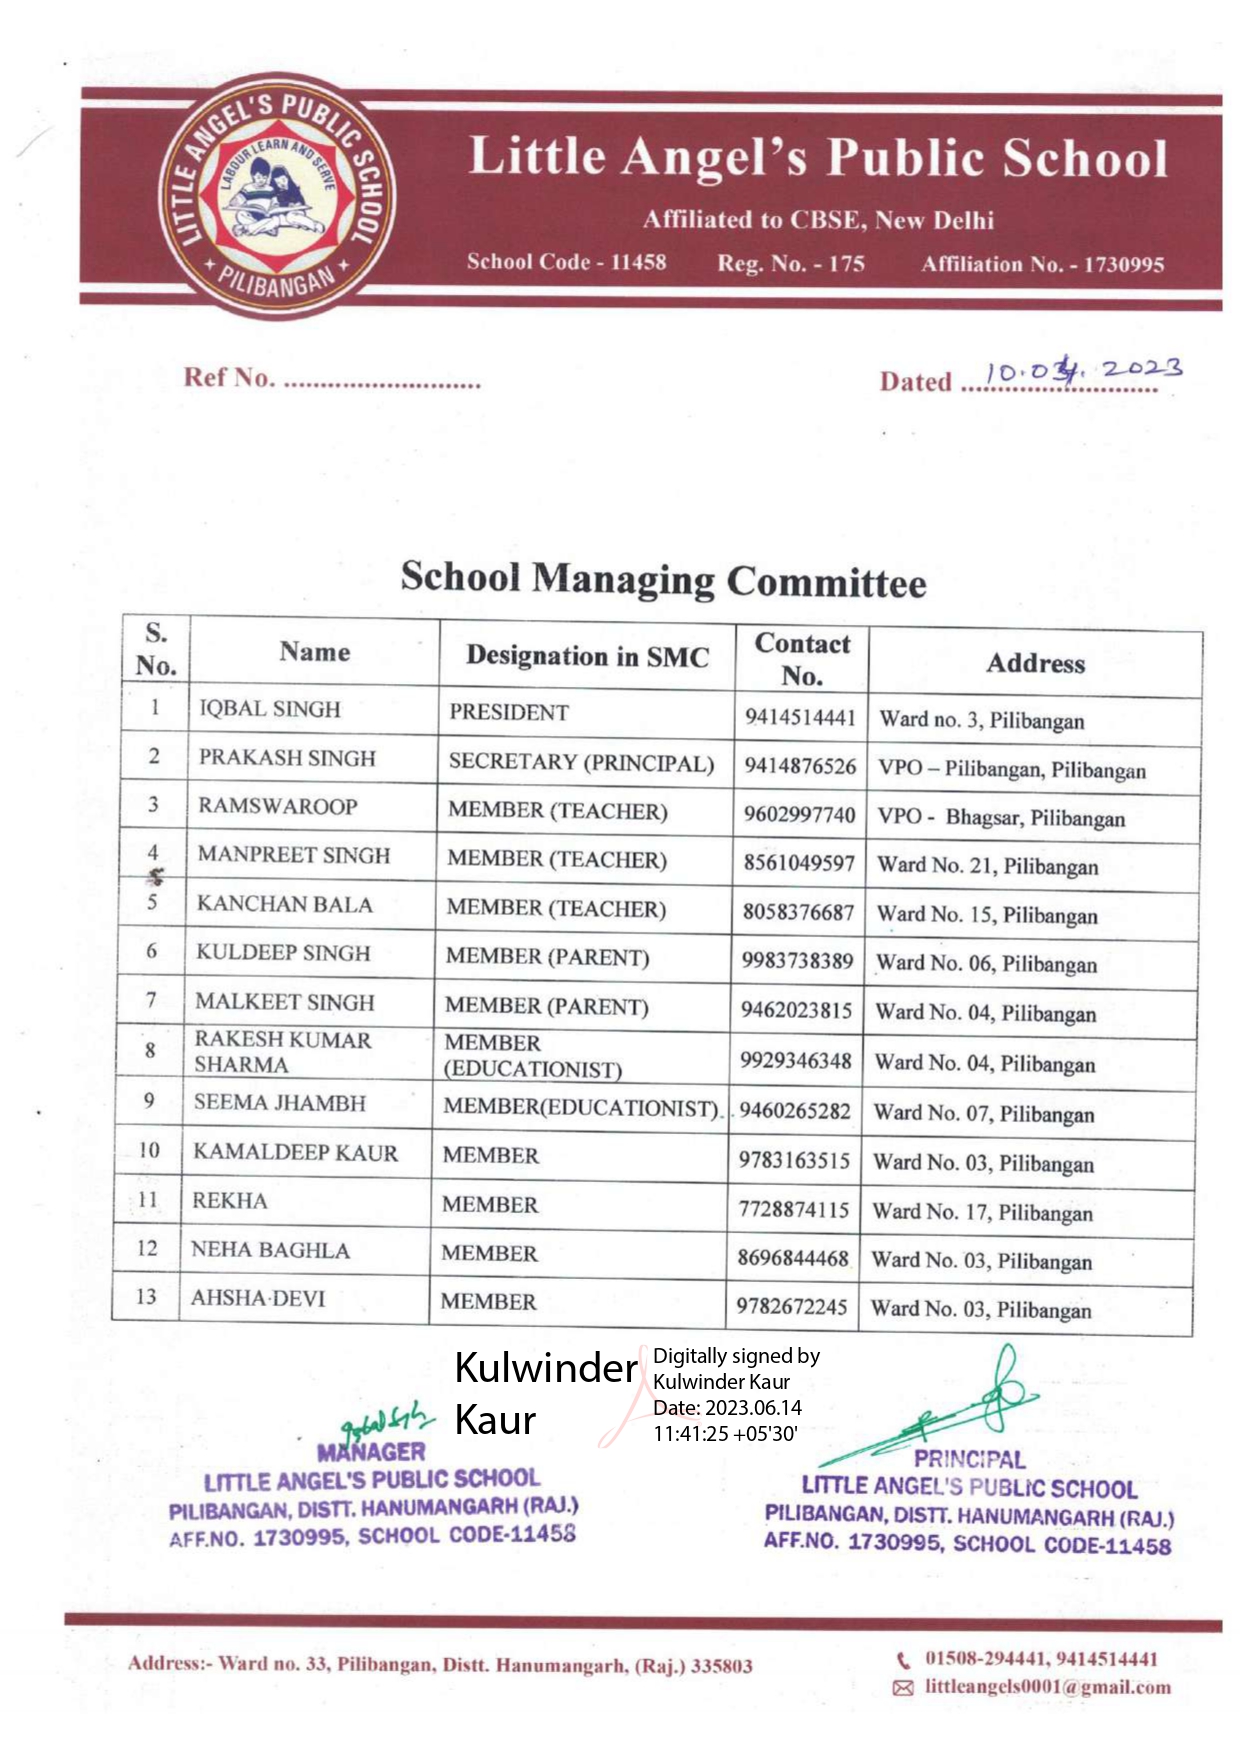 LITTLE ANGEL'S PUBLIC SCHOOL
LABOUR LEARN AND SERVE
PILIBANGAN
Little Angel's Public School
Affiliated to CBSE, New Delhi
School Code - 11458 Reg. No. - 175 Affiliation No. - 1730995
Ref No. ..........................
Dated 10.04.2023
School Managing Committee
S. No. Name Designation in SMC Contact No. Address
1 IQBAL SINGH PRESIDENT 9414514441 Ward no. 3, Pilibangan
2 PRAKASH SINGH SECRETARY (PRINCIPAL) 9414876526 VPO – Pilibangan, Pilibangan
3 RAMSWAROOP MEMBER (TEACHER) 9602997740 VPO - Bhagsar, Pilibangan
4 MANPREET SINGH MEMBER (TEACHER) 8561049597 Ward No. 21, Pilibangan
5 KANCHAN BALA MEMBER (TEACHER) 8058376687 Ward No. 15, Pilibangan
6 KULDEEP SINGH MEMBER (PARENT) 9983738389 Ward No. 06, Pilibangan
7 MALKEET SINGH MEMBER (PARENT) 9462023815 Ward No. 04, Pilibangan
8 RAKESH KUMAR SHARMA MEMBER (EDUCATIONIST) 9929346348 Ward No. 04, Pilibangan
9 SEEMA JHAMBH MEMBER(EDUCATIONIST) 9460265282 Ward No. 07, Pilibangan
10 KAMALDEEP KAUR MEMBER 9783163515 Ward No. 03, Pilibangan
11 REKHA MEMBER 7728874115 Ward No. 17, Pilibangan
12 NEHA BAGHLA MEMBER 8696844468 Ward No. 03, Pilibangan
13 AHSHA DEVI MEMBER 9782672245 Ward No. 03, Pilibangan
Kulwinder
Kaur
Digitally signed by
Kulwinder Kaur
Date: 2023.06.14
11:41:25 +05'30'
Iqbal Singh
MANAGER
LITTLE ANGEL'S PUBLIC SCHOOL
PILIBANGAN, DISTT. HANUMANGARH (RAJ.)
AFF.NO. 1730995, SCHOOL CODE-11458
PRINCIPAL
LITTLE ANGEL'S PUBLIC SCHOOL
PILIBANGAN, DISTT. HANUMANGARH (RAJ.)
AFF.NO. 1730995, SCHOOL CODE-11458
Address:- Ward no. 33, Pilibangan, Distt. Hanumangarh, (Raj.) 335803
01508-294441, 9414514441
littleangels0001@gmail.com